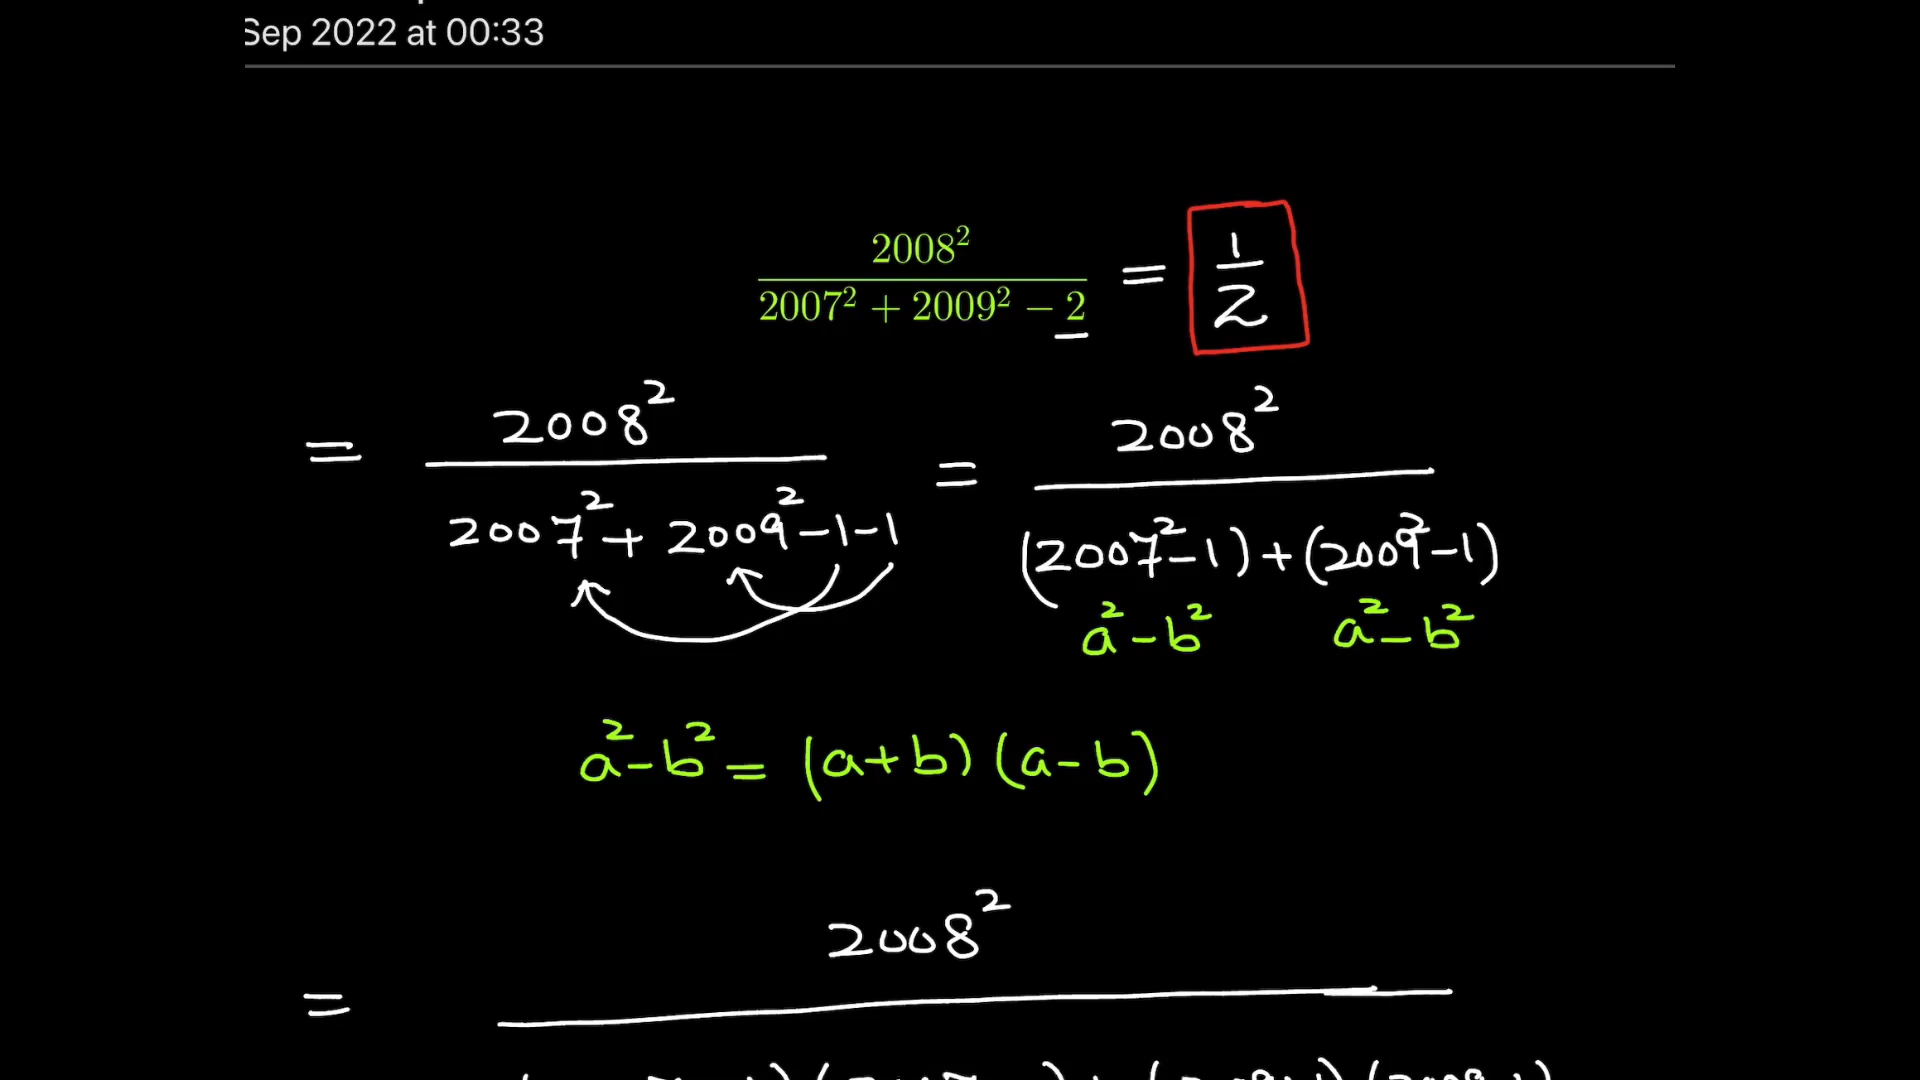 Sep 2022 at 00:33
2008² / (2007² + 2009² − 2) = 1/2
= 2008² / (2007² + 2009² − 1 − 1) = 2008² / ((2007² − 1) + (2009² − 1))
a² − b² a² − b²
a² − b² = (a + b) (a − b)
= 2008²